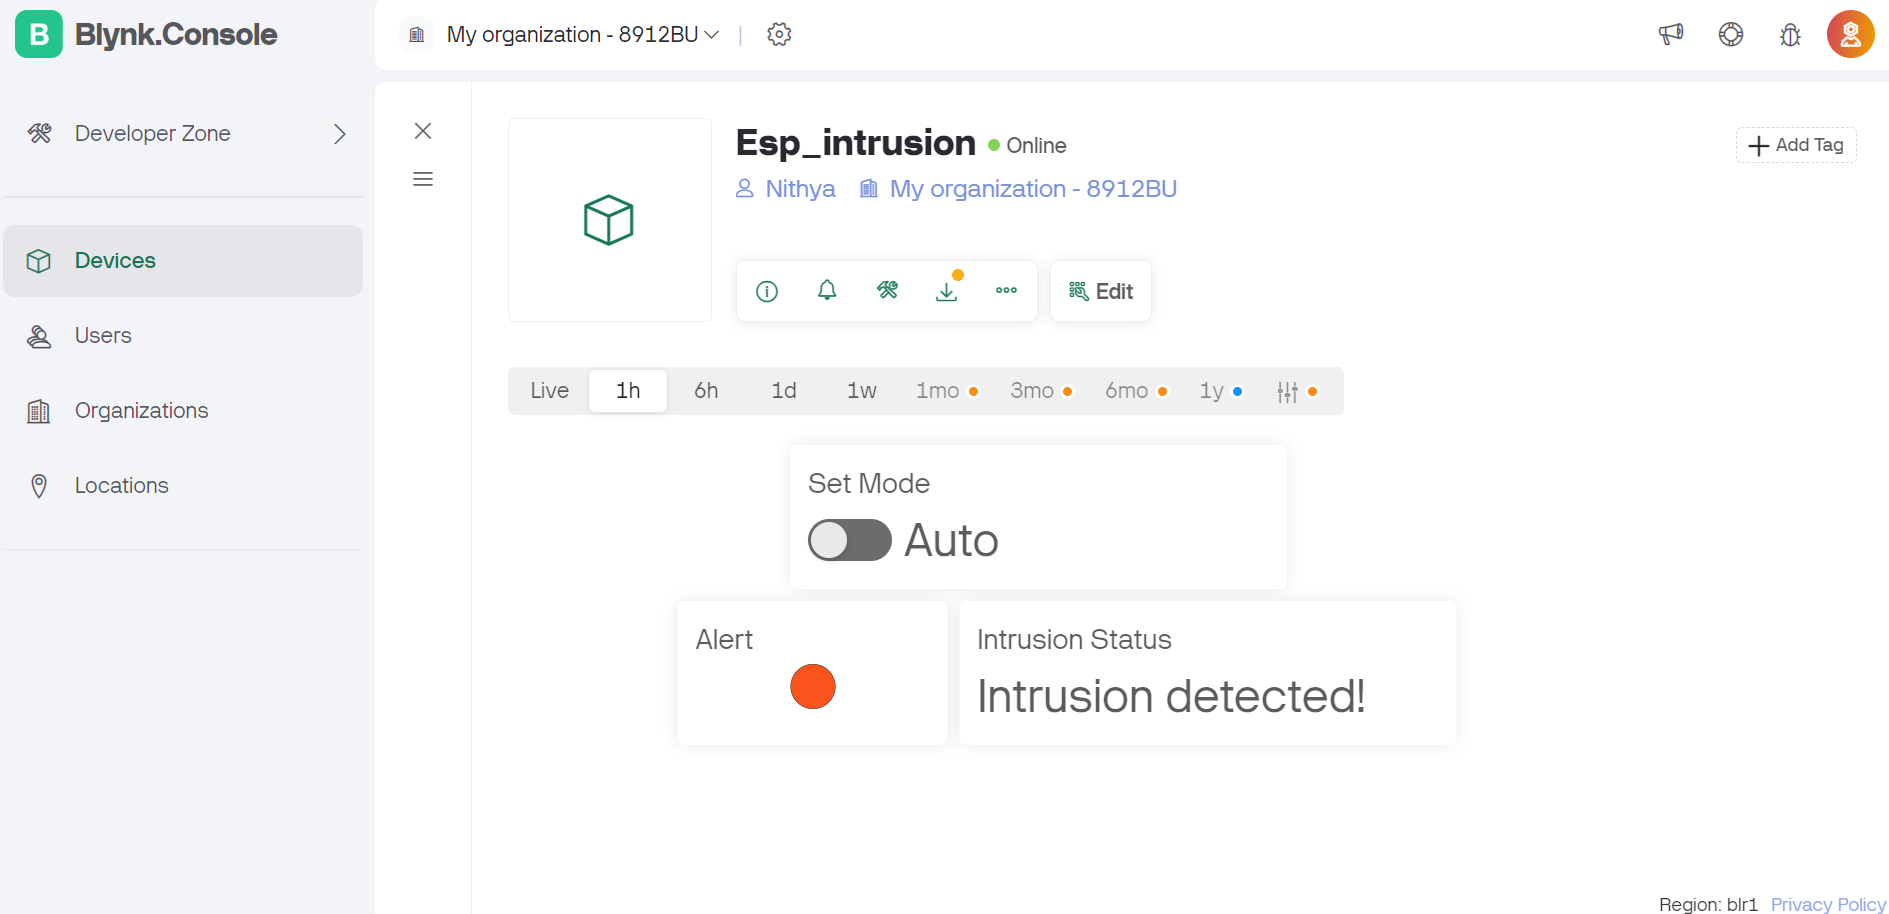 B Blynk.Console
My organization - 8912BU
Developer Zone
Devices
Users
Organizations
Locations
Esp_intrusion Online
Add Tag
Nithya My organization - 8912BU
Edit
Live 1h 6h 1d 1w 1mo 3mo 6mo 1y
Set Mode
Auto
Alert
Intrusion Status
Intrusion detected!
Region: blr1 Privacy Policy